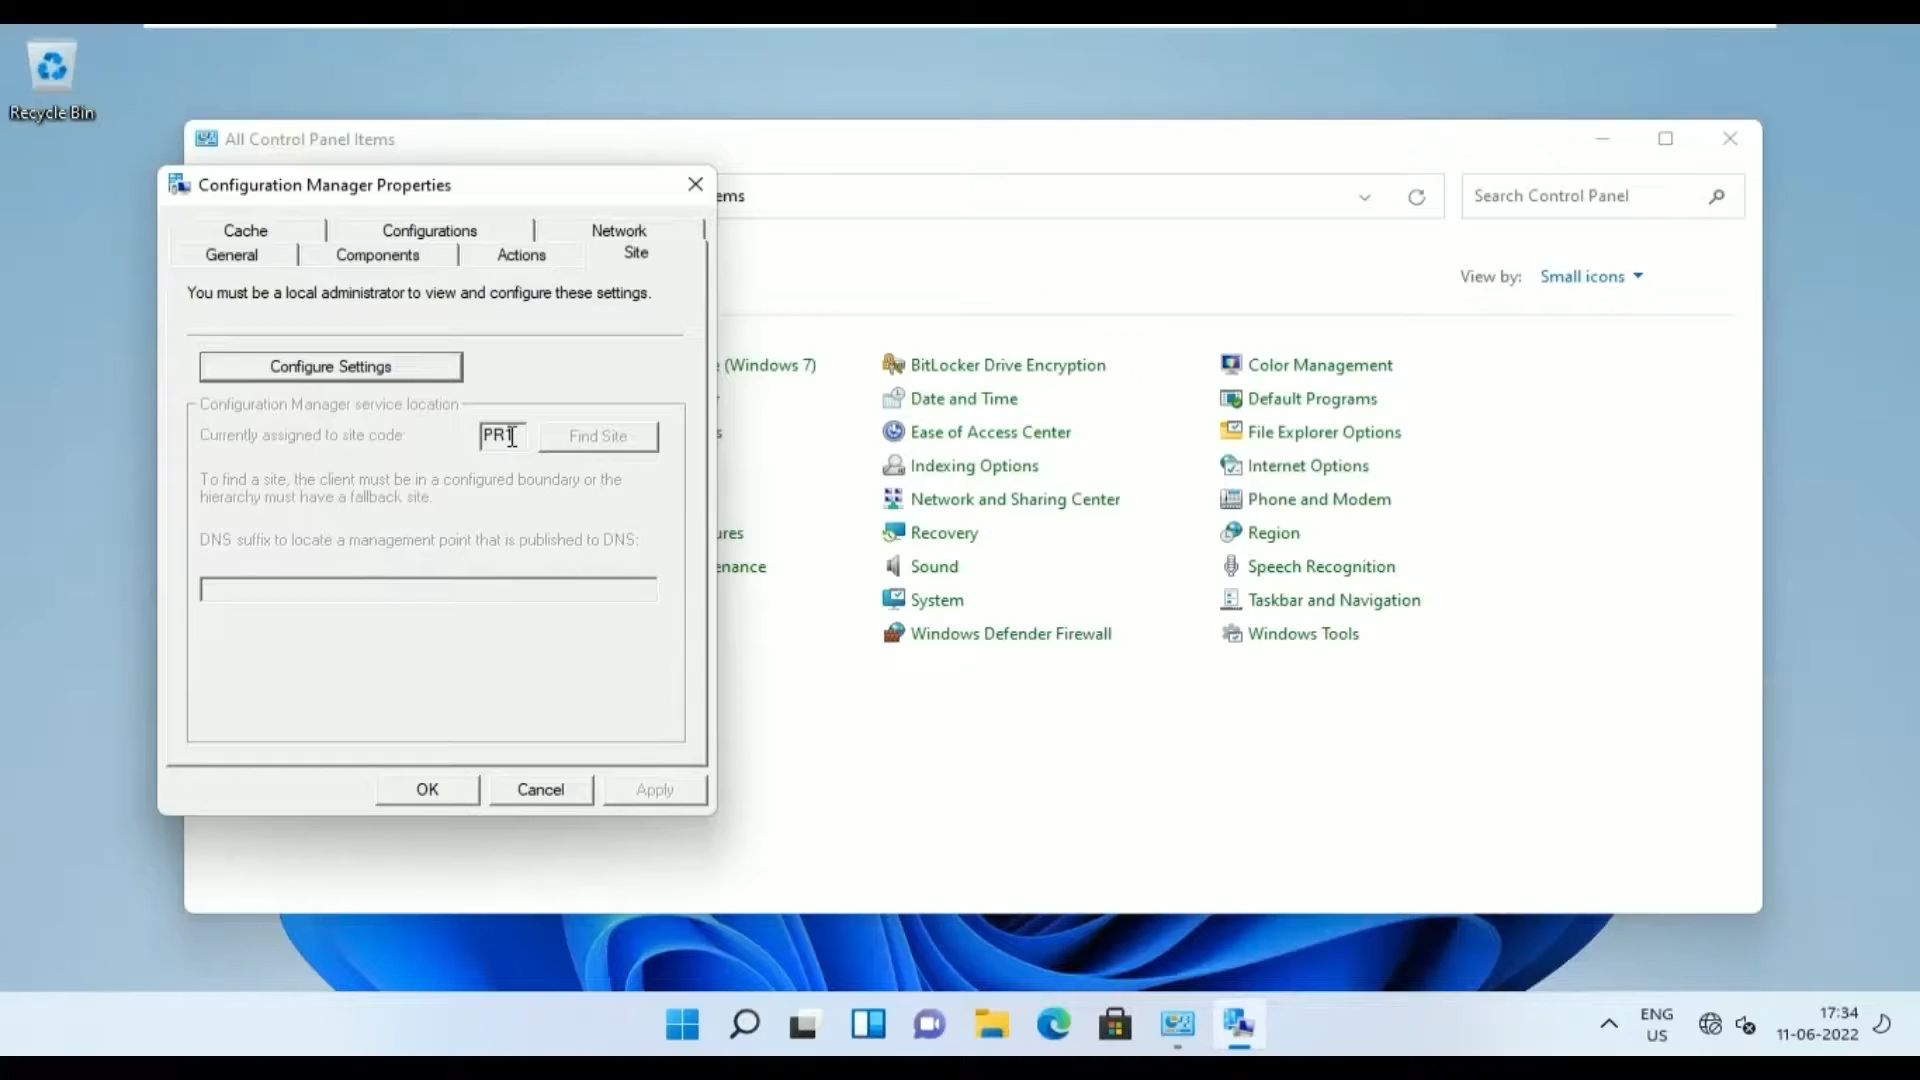 Recycle Bin
All Control Panel Items
Configuration Manager Properties
ems
Search Control Panel
Cache
Configurations
Network
General
Components
Actions
Site
You must be a local administrator to view and configure these settings.
View by:
Small icons
Configure Settings
Configuration Manager service location
Currently assigned to site code:
PR1
Find Site
To find a site, the client must be in a configured boundary or the
hierarchy must have a fallback site.
DNS suffix to locate a management point that is published to DNS:
OK
Cancel
Apply
(Windows 7)
ures
enance
BitLocker Drive Encryption
Date and Time
Ease of Access Center
Indexing Options
Network and Sharing Center
Recovery
Sound
System
Windows Defender Firewall
Color Management
Default Programs
File Explorer Options
Internet Options
Phone and Modem
Region
Speech Recognition
Taskbar and Navigation
Windows Tools
ENG
US
17:34
11-06-2022